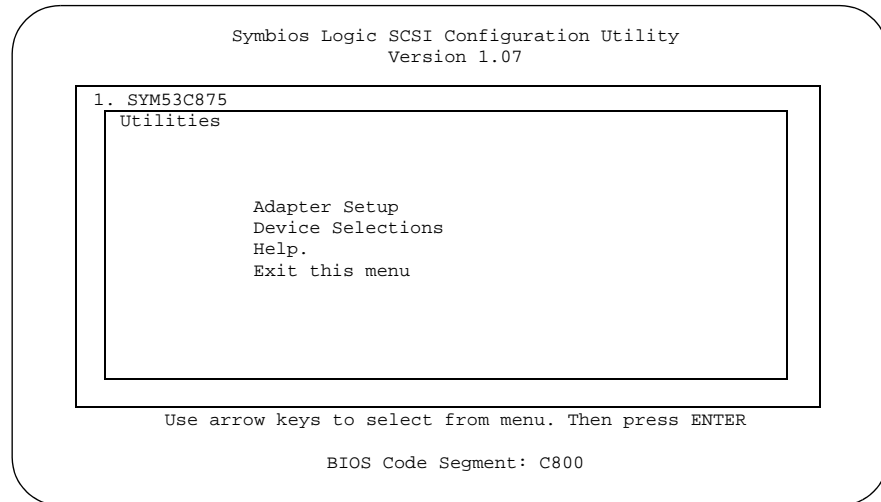 Symbios Logic SCSI Configuration Utility
Version 1.07
1. SYM53C875
Utilities
Adapter Setup
Device Selections
Help.
Exit this menu
Use arrow keys to select from menu. Then press ENTER
BIOS Code Segment: C800